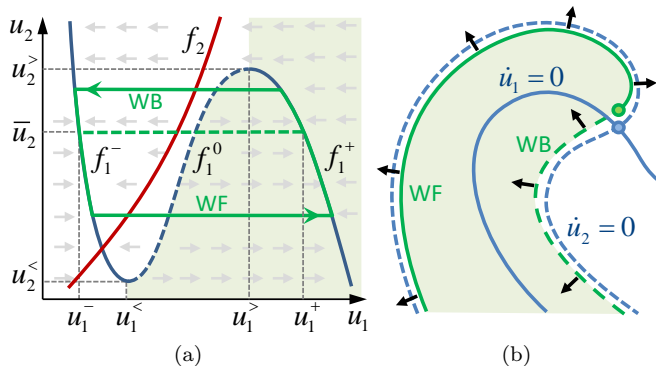 u₂
f₂
u₂^>
u̇₁ = 0
WB
WB
ū₂
f₁⁻
f₁⁰
f₁⁺
WF
WF
u̇₂ = 0
u₂^<
u₁⁻
u₁^<
u₁^>
u₁⁺
u₁
(a)
(b)